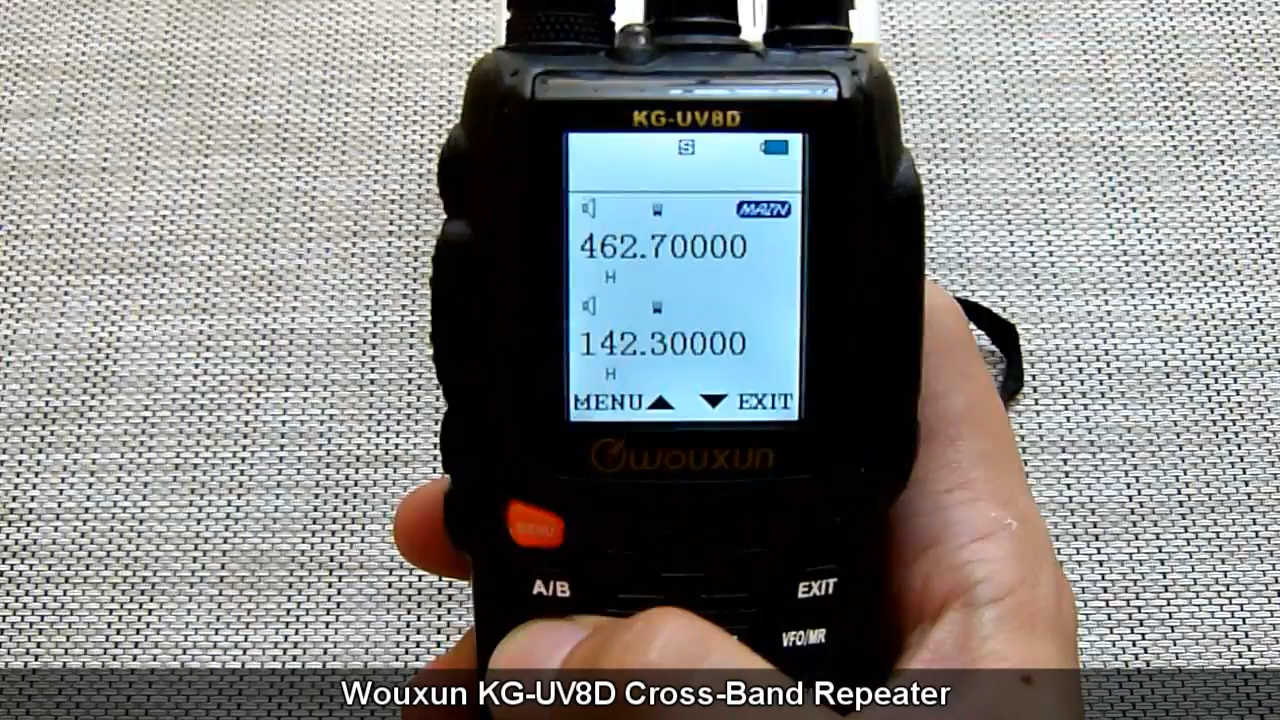 KG-UV8D
S
MAIN
462.70000
H
142.30000
H
MENU EXIT
wouxun
MENU
A/B
EXIT
VFO/MR
Wouxun KG-UV8D Cross-Band Repeater